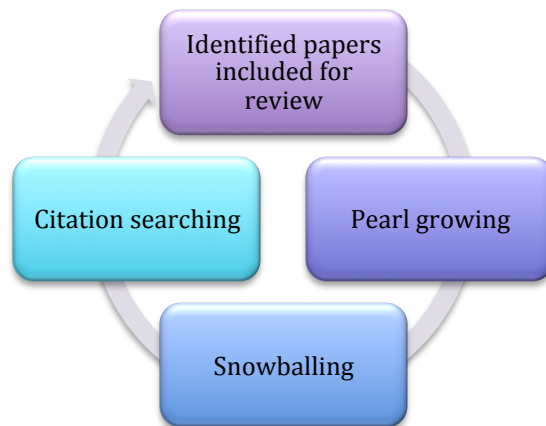 Identified papers
included for
review
Citation searching
Pearl growing
Snowballing